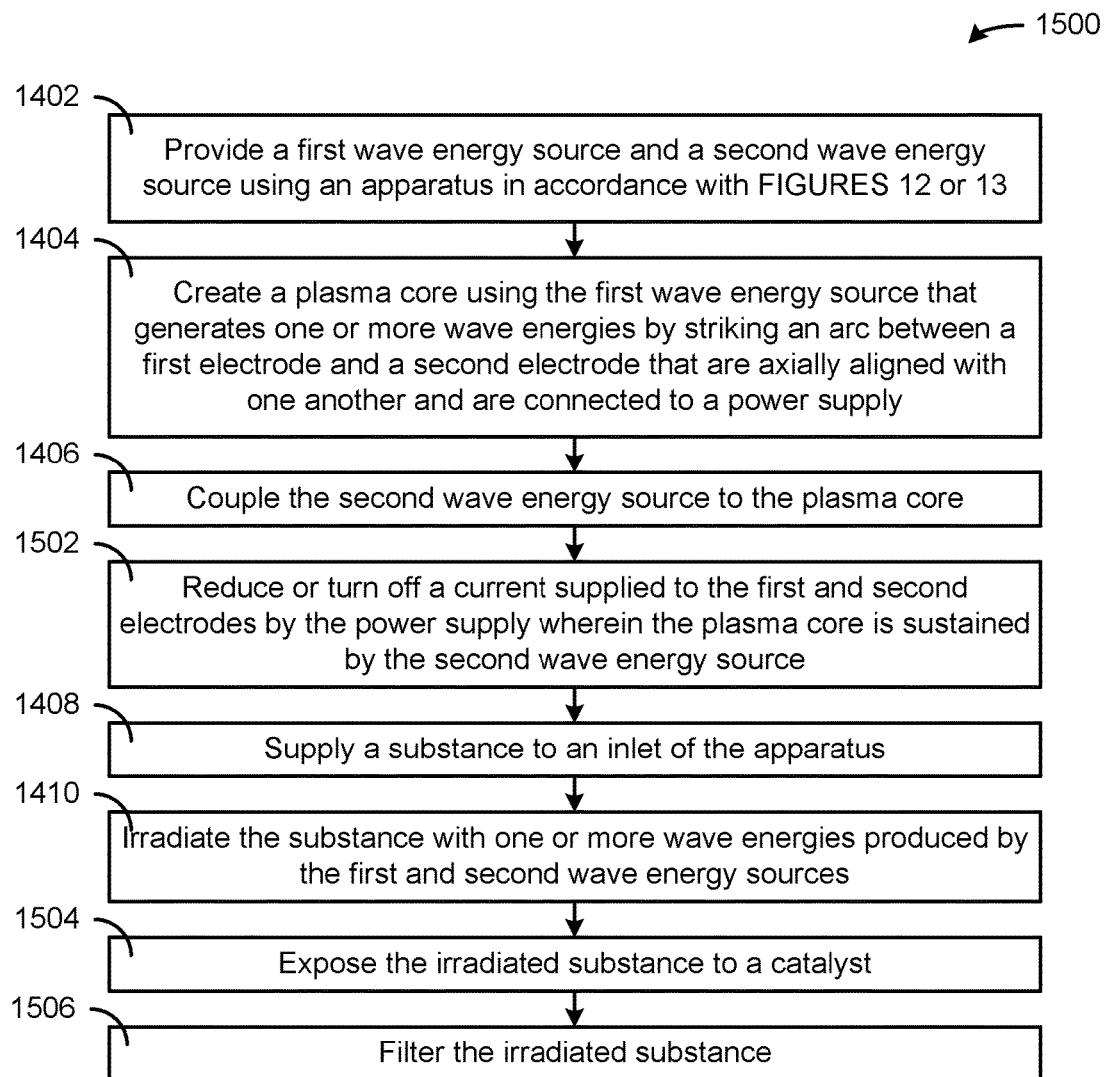 1500
1402
Provide a first wave energy source and a second wave energy
source using an apparatus in accordance with FIGURES 12 or 13
1404
Create a plasma core using the first wave energy source that
generates one or more wave energies by striking an arc between a
first electrode and a second electrode that are axially aligned with
one another and are connected to a power supply
1406
Couple the second wave energy source to the plasma core
1502
Reduce or turn off a current supplied to the first and second
electrodes by the power supply wherein the plasma core is sustained
by the second wave energy source
1408
Supply a substance to an inlet of the apparatus
1410
Irradiate the substance with one or more wave energies produced by
the first and second wave energy sources
1504
Expose the irradiated substance to a catalyst
1506
Filter the irradiated substance